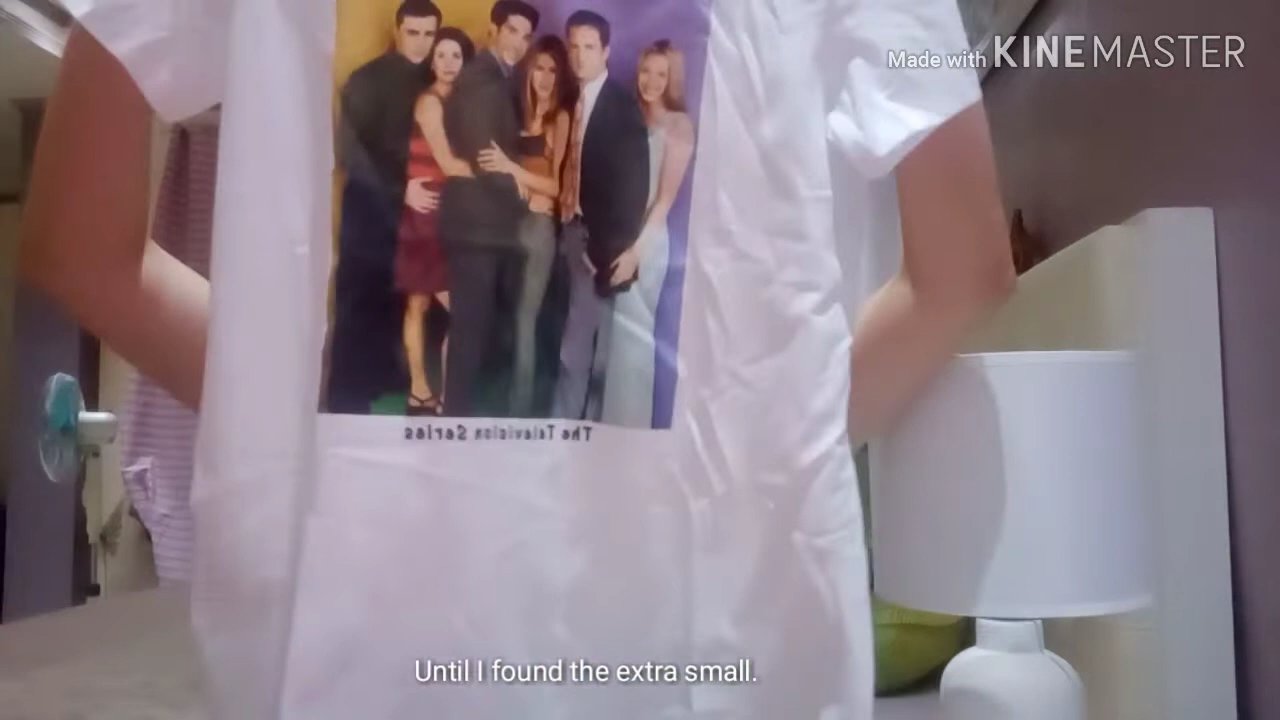 Made with KINEMASTER
The Television Series
Until I found the extra small.